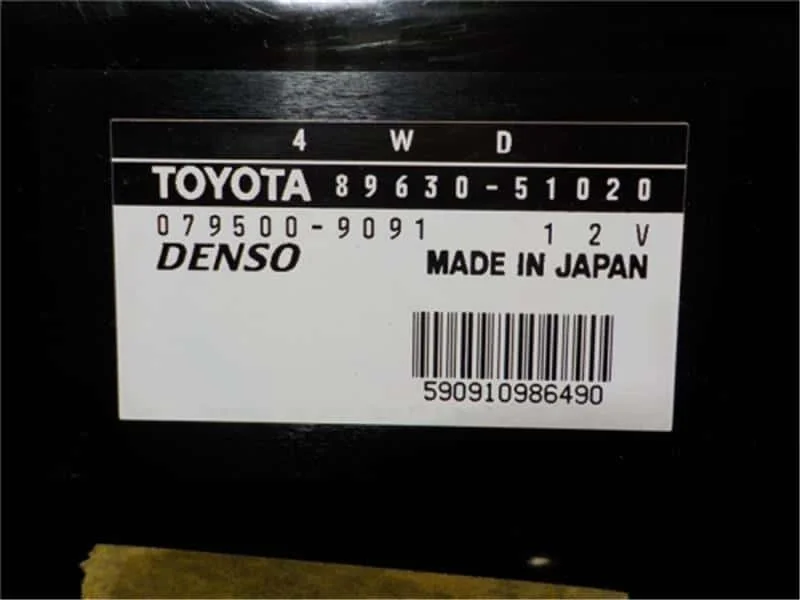 4 W D
TOYOTA 89630-51020
079500-9091 12V
DENSO MADE IN JAPAN
590910986490